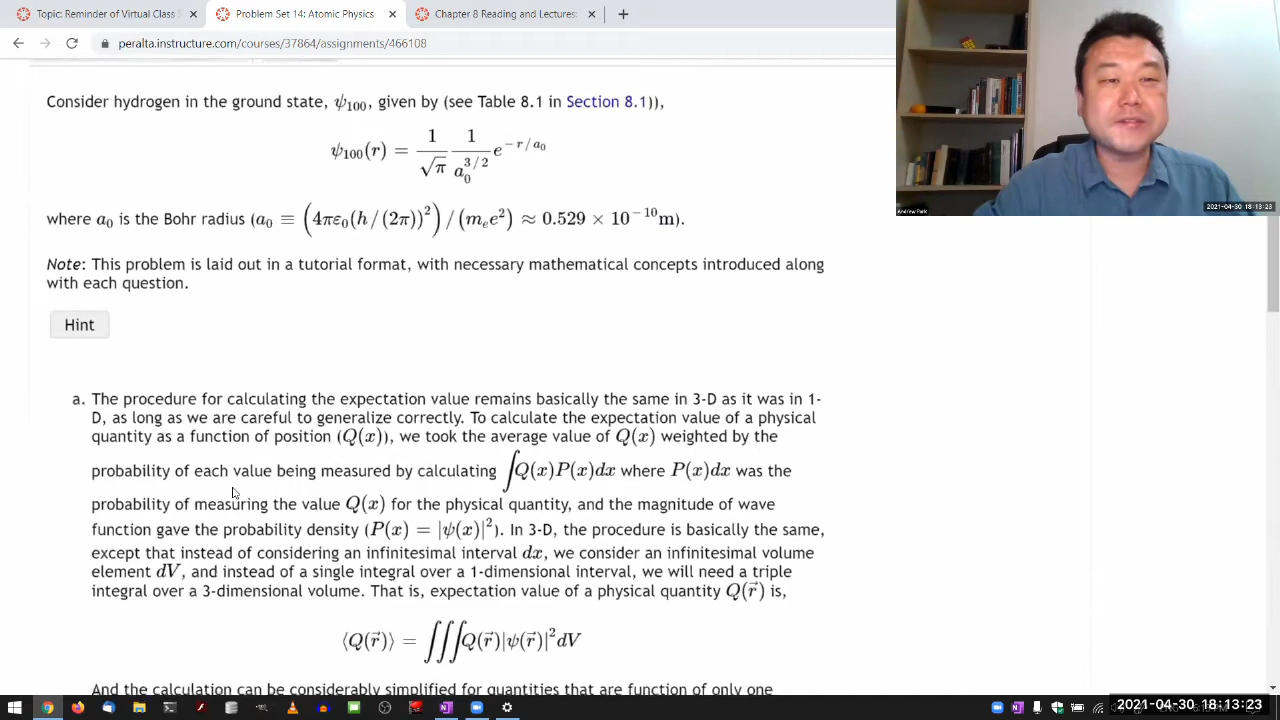 Topic: Review of Virtual Class S
Problem Set 14: Tutorial Physics
Chapter 8 Reading and Lectures:
peralta.instructure.com/courses/37864/assignments/466108
Consider hydrogen in the ground state, ψ₁₀₀, given by (see Table 8.1 in Section 8.1)),
ψ₁₀₀(r) = 1/√π 1/a₀^{3/2} e^{−r/a₀}
where a₀ is the Bohr radius (a₀ ≡ (4πε₀(h/(2π))²)/(mₑe²) ≈ 0.529 × 10⁻¹⁰m).
Note: This problem is laid out in a tutorial format, with necessary mathematical concepts introduced along
with each question.
Hint
a. The procedure for calculating the expectation value remains basically the same in 3-D as it was in 1-
D, as long as we are careful to generalize correctly. To calculate the expectation value of a physical
quantity as a function of position (Q(x)), we took the average value of Q(x) weighted by the
probability of each value being measured by calculating ∫Q(x)P(x)dx where P(x)dx was the
probability of measuring the value Q(x) for the physical quantity, and the magnitude of wave
function gave the probability density (P(x) = |ψ(x)|²). In 3-D, the procedure is basically the same,
except that instead of considering an infinitesimal interval dx, we consider an infinitesimal volume
element dV, and instead of a single integral over a 1-dimensional interval, we will need a triple
integral over a 3-dimensional volume. That is, expectation value of a physical quantity Q(r⃗) is,
⟨Q(r⃗)⟩ = ∫∫∫Q(r⃗)|ψ(r⃗)|²dV
And the calculation can be considerably simplified for quantities that are function of only one
Andrew Park
2021-04-30 18:13:23
2021-04-30 18:13:23